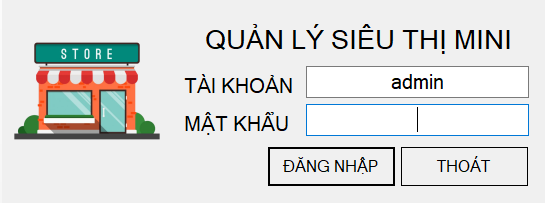 STORE
QUẢN LÝ SIÊU THỊ MINI
TÀI KHOẢN
admin
MẬT KHẨU
ĐĂNG NHẬP
THOÁT